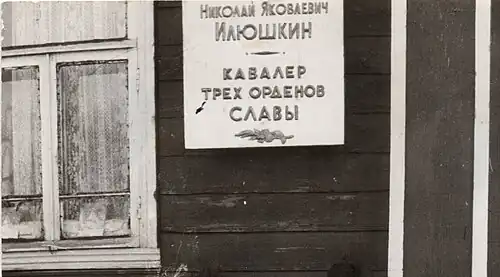 Николай Яковлевич
Илюшкин
кавалер
трех орденов
Славы